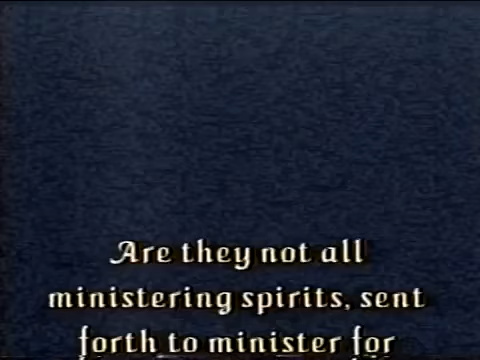 Are they not all
ministering spirits, sent
forth to minister for